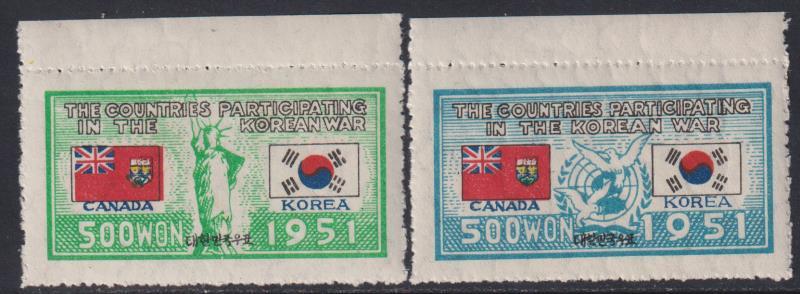 THE COUNTRIES PARTICIPATING
IN THE KOREAN WAR
CANADA
KOREA
500WON
대한민국우표
1951
THE COUNTRIES PARTICIPATING
IN THE KOREAN WAR
CANADA
KOREA
500WON
대한민국우표
1951